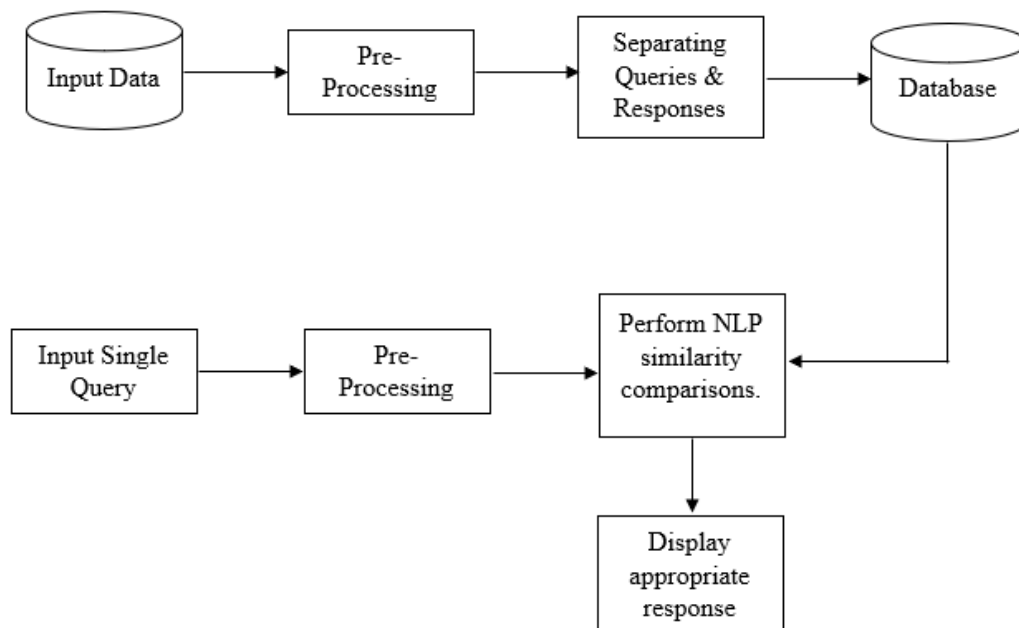 Input Data
Pre-
Processing
Separating
Queries &
Responses
Database
Input Single
Query
Pre-
Processing
Perform NLP
similarity
comparisons.
Display
appropriate
response